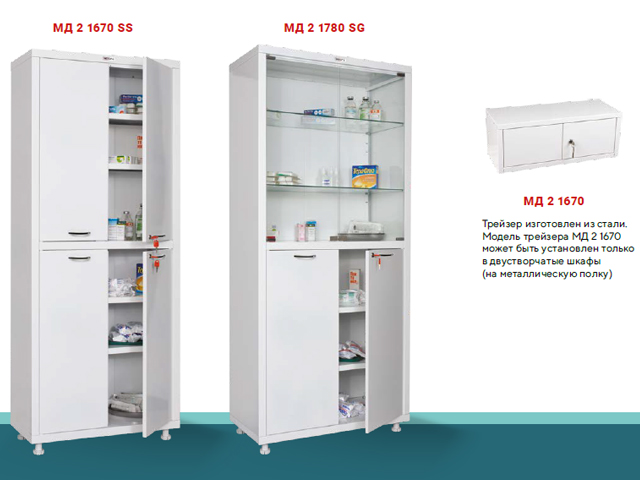 МД 2 1670 SS
МД 2 1780 SG
МД 2 1670
Трейзер изготовлен из стали.
Модель трейзера МД 2 1670
может быть установлен только
в двустворчатые шкафы
(на металлическую полку)